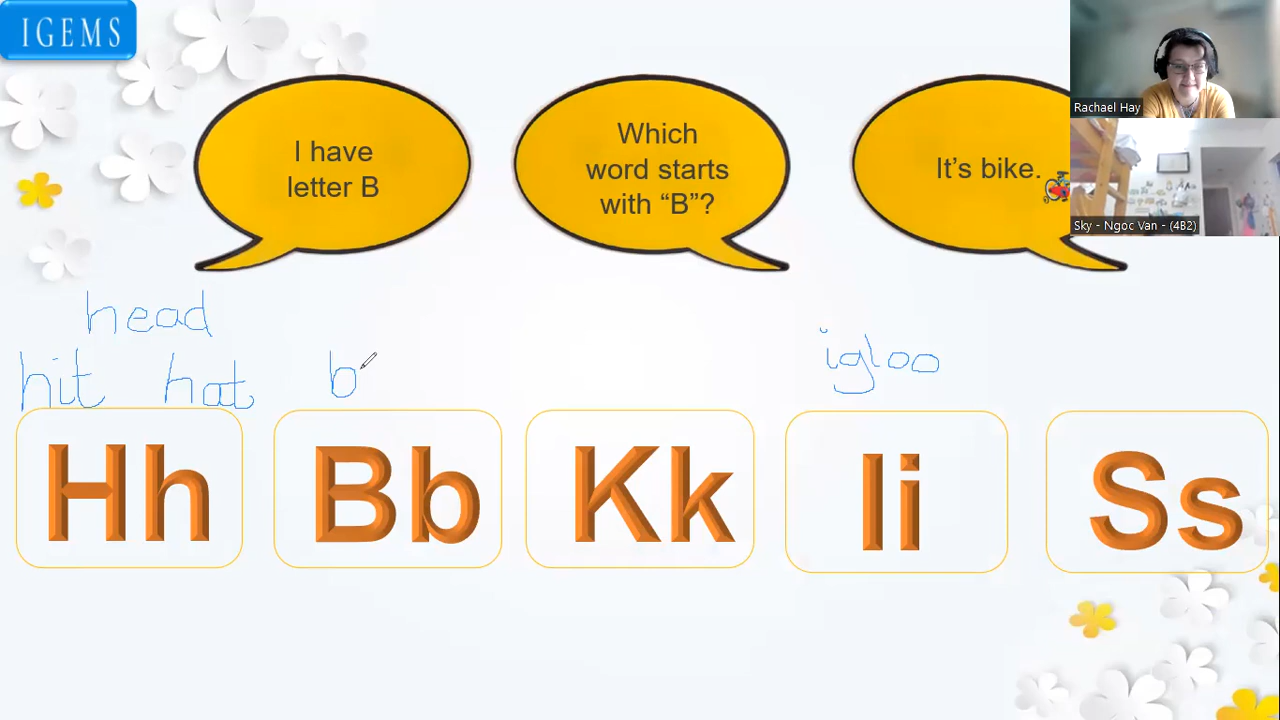 IGEMS
I have
letter B
Which
word starts
with “B”?
It’s bike.
Rachael Hay
Sky - Ngoc Van - (4B2)
head
hit hat b igloo
Hh Bb Kk Ii Ss